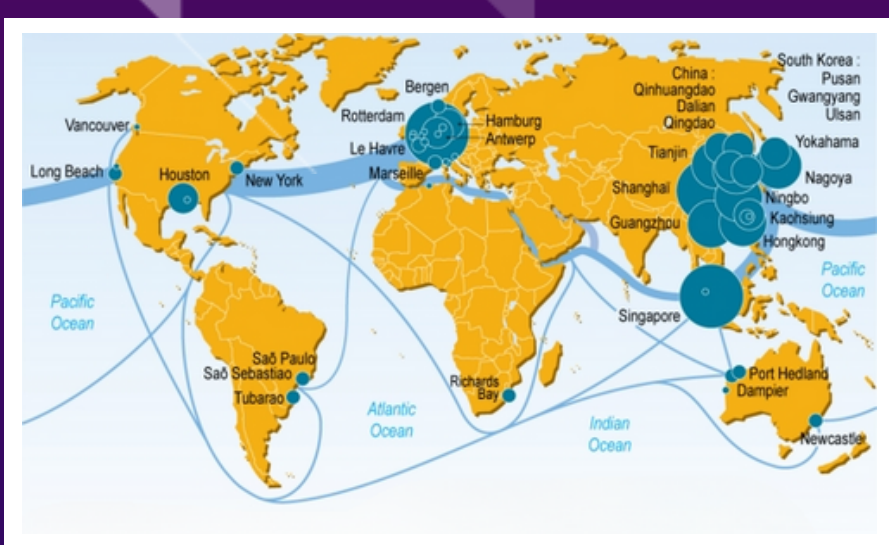 South Korea :
Pusan
Gwangyang
Ulsan
China :
Qinhuangdao
Dalian
Qingdao
Bergen
Rotterdam
Hamburg
Antwerp
Vancouver
Le Havre
Tianjin
Yokahama
Long Beach
Houston
New York
Marseille
Shanghai
Nagoya
Ningbo
Guangzhou
Kaohsiung
Hongkong
Pacific
Ocean
Pacific
Ocean
Singapore
Saõ Paulo
Saõ Sebastiao
Tubarao
Richards
Bay
Port Hedland
Dampier
Atlantic
Ocean
Indian
Ocean
Newcastle